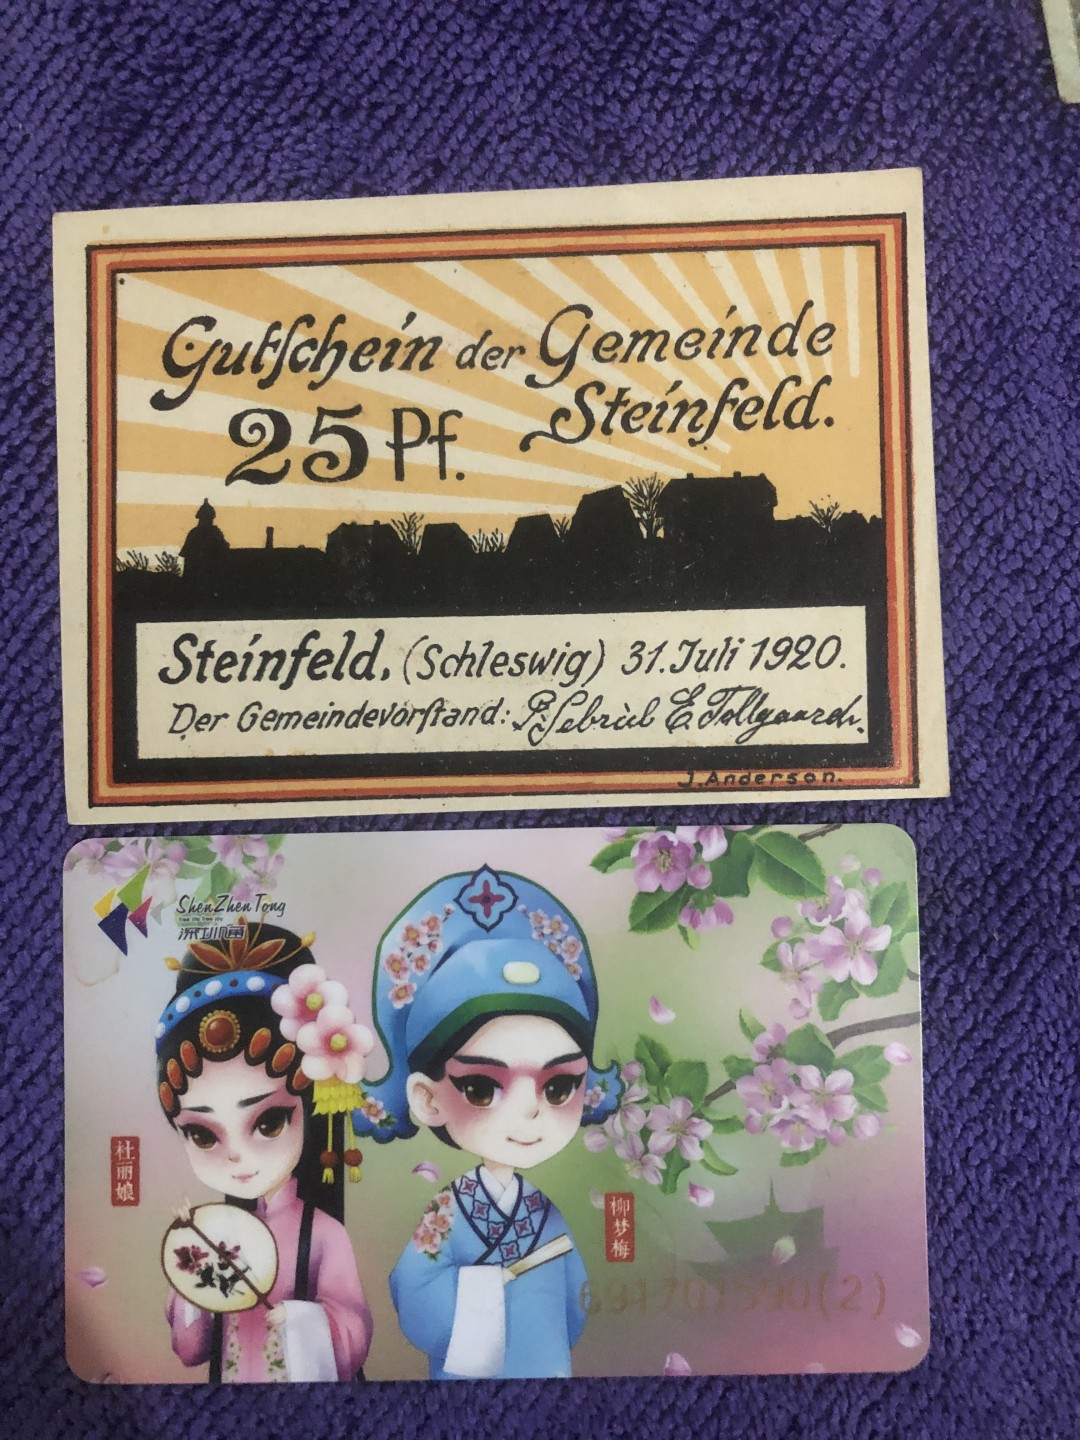 Gutschein der Gemeinde
Steinfeld.
25 Pf.
Steinfeld, (Schleswig) 31. Juli 1920.
Der Gemeindevorstand:
J. Anderson.
ShenZhen Tong
深圳通
杜丽娘
柳梦梅